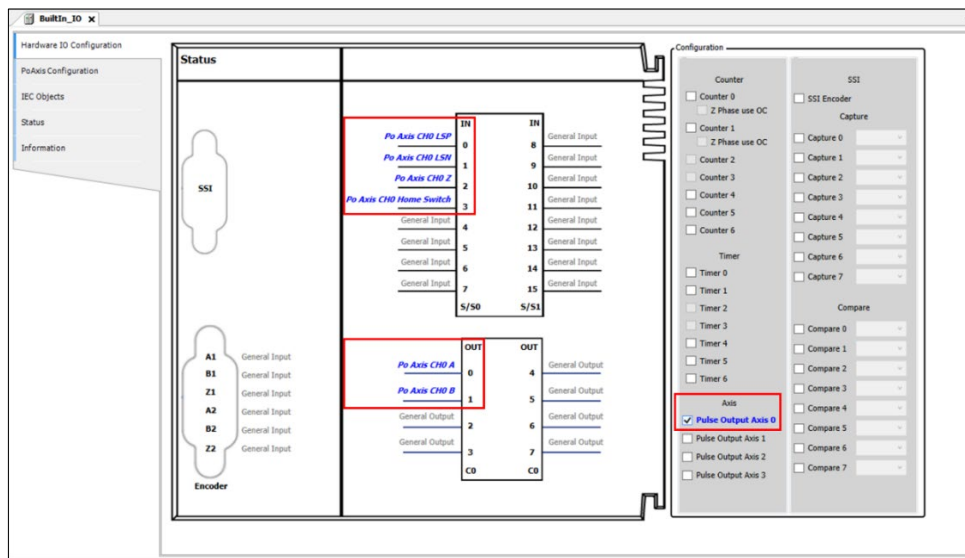 BuiltIn_IO x
Hardware IO Configuration
PoAxis Configuration
IEC Objects
Status
Information
Status
SSI
A1 General Input
B1 General Input
Z1 General Input
A2 General Input
B2 General Input
Z2 General Input
Encoder
IN IN
Po Axis CH0 LSP 0 8 General Input
Po Axis CH0 LSN 1 9 General Input
Po Axis CH0 Z 2 10 General Input
Po Axis CH0 Home Switch 3 11 General Input
General Input 4 12 General Input
General Input 5 13 General Input
General Input 6 14 General Input
General Input 7 15 General Input
S/S0 S/S1
OUT OUT
Po Axis CH0 A 0 4 General Output
Po Axis CH0 B 1 5 General Output
General Output 2 6 General Output
General Output 3 7 General Output
C0 C0
Configuration
Counter
Counter 0
Z Phase use OC
Counter 1
Z Phase use OC
Counter 2
Counter 3
Counter 4
Counter 5
Counter 6
Timer
Timer 0
Timer 1
Timer 2
Timer 3
Timer 4
Timer 5
Timer 6
Axis
Pulse Output Axis 0
Pulse Output Axis 1
Pulse Output Axis 2
Pulse Output Axis 3
SSI
SSI Encoder
Capture
Capture 0
Capture 1
Capture 2
Capture 3
Capture 4
Capture 5
Capture 6
Capture 7
Compare
Compare 0
Compare 1
Compare 2
Compare 3
Compare 4
Compare 5
Compare 6
Compare 7